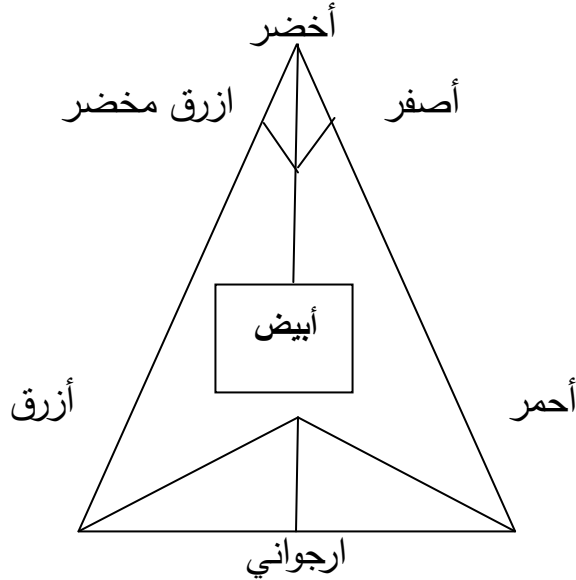 أخضر
أصفر
ازرق مخضر
أبيض
أحمر
أزرق
ارجواني